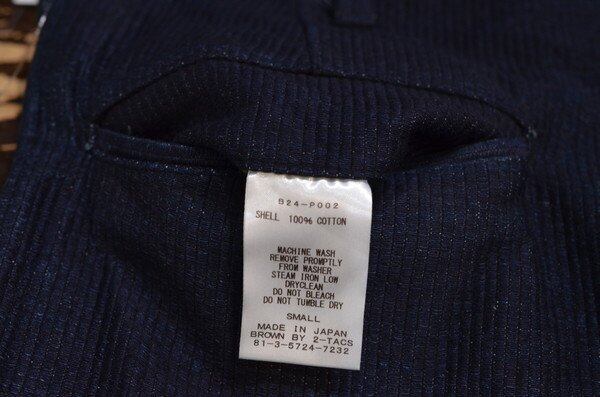 B24-P002
SHELL 100% COTTON
MACHINE WASH
REMOVE PROMPTLY
FROM WASHER
STEAM IRON LOW
DRYCLEAN
DO NOT BLEACH
DO NOT TUMBLE DRY
SMALL
MADE IN JAPAN
BROWN BY 2-TACS
81-3-5724-7232